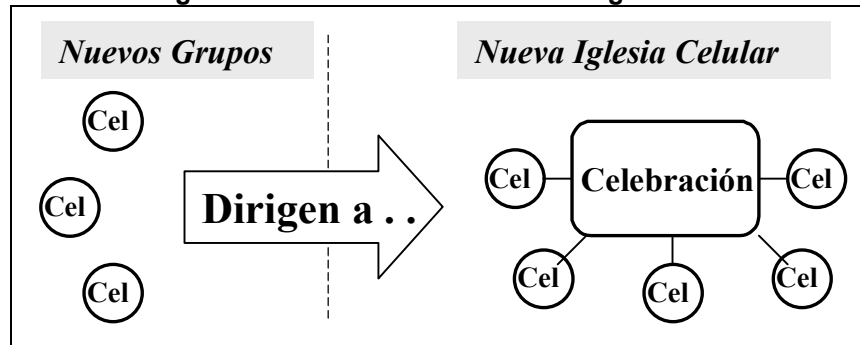 Nuevos Grupos
Nueva Iglesia Celular
Cel
Cel
Cel
Dirigen a . .
Cel
Celebración
Cel
Cel
Cel
Cel